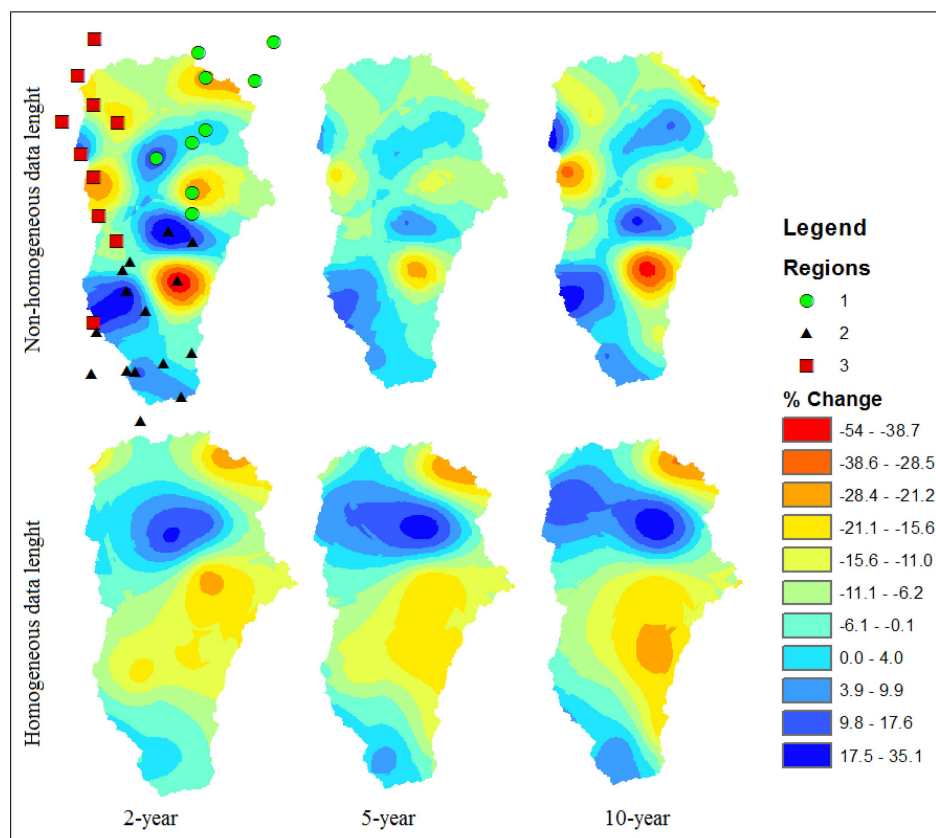 Non-homogeneous data lenght
Homogeneous data lenght
2-year
5-year
10-year
Legend
Regions
1
2
3
% Change
-54 - -38.7
-38.6 - -28.5
-28.4 - -21.2
-21.1 - -15.6
-15.6 - -11.0
-11.1 - -6.2
-6.1 - -0.1
0.0 - 4.0
3.9 - 9.9
9.8 - 17.6
17.5 - 35.1